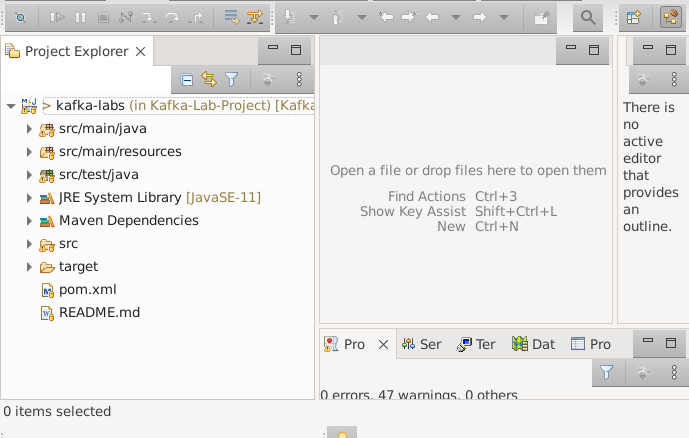 Project Explorer
> kafka-labs (in Kafka-Lab-Project) [Kafka
src/main/java
src/main/resources
src/test/java
JRE System Library [JavaSE-11]
Maven Dependencies
src
target
pom.xml
README.md
Open a file or drop files here to open them
Find Actions Ctrl+3
Show Key Assist Shift+Ctrl+L
New Ctrl+N
There is
no
active
editor
that
provides
an
outline.
Pro
Ser
Ter
Dat
Pro
0 errors, 47 warnings, 0 others
0 items selected